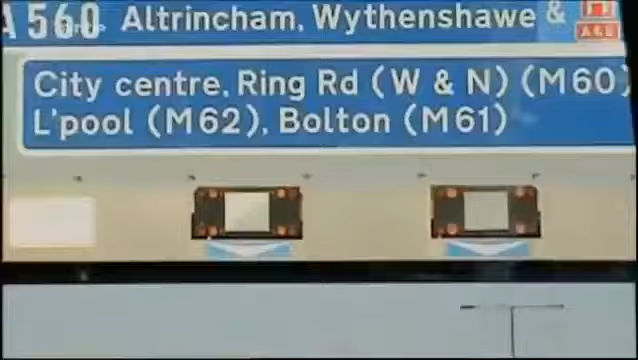 A560 Altrincham, Wythenshawe & H
A&E
City centre, Ring Rd (W & N) (M60)
L'pool (M62), Bolton (M61)